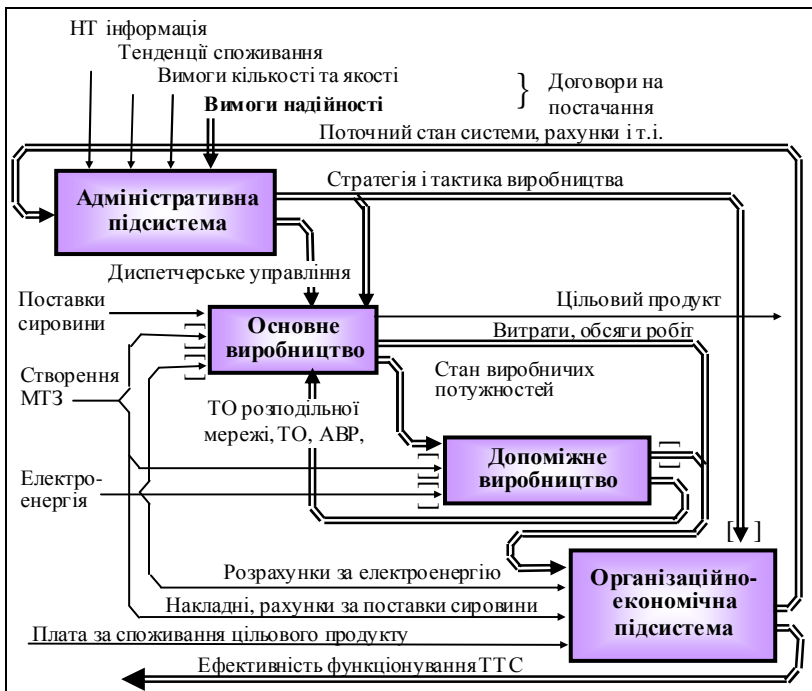 НТ інформація
Тенденції споживання
Вимоги кількості та якості
Вимоги надійності
} Договори на
постачання
Поточний стан системи, рахунки і т.і.
Адміністративна
підсистема
Стратегія і тактика виробництва
Диспетчерське управління
Поставки
сировини
Основне
виробництво
Цільовий продукт
Витрати, обсяги робіт
Створення
МТЗ
Стан виробничих
потужностей
ТО розподільної
мережі, ТО, АВР,
Допоміжне
виробництво
Електро-
енергія
[ ]
Розрахунки за електроенергію
Організаційно-
економічна
підсистема
Накладні, рахунки за поставки сировини
Плата за споживання цільового продукту
Ефективність функціонування ТТС